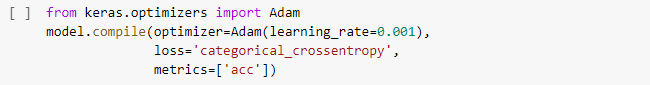 [ ] from keras.optimizers import Adam
model.compile(optimizer=Adam(learning_rate=0.001),
loss='categorical_crossentropy',
metrics=['acc'])